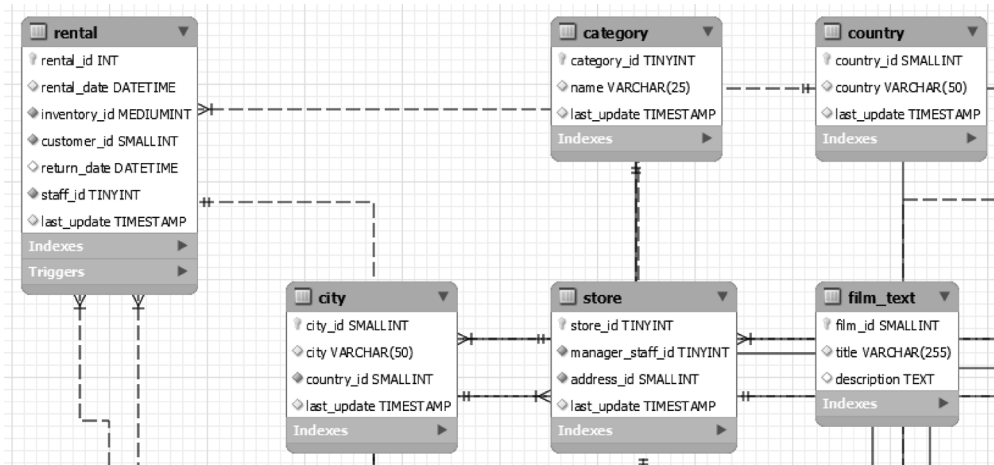 rental
rental_id INT
rental_date DATETIME
inventory_id MEDIUMINT
customer_id SMALLINT
return_date DATETIME
staff_id TINYINT
last_update TIMESTAMP
Indexes
Triggers
category
category_id TINYINT
name VARCHAR(25)
last_update TIMESTAMP
Indexes
country
country_id SMALLINT
country VARCHAR(50)
last_update TIMESTAMP
Indexes
city
city_id SMALLINT
city VARCHAR(50)
country_id SMALLINT
last_update TIMESTAMP
Indexes
store
store_id TINYINT
manager_staff_id TINYINT
address_id SMALLINT
last_update TIMESTAMP
Indexes
film_text
film_id SMALLINT
title VARCHAR(255)
description TEXT
Indexes